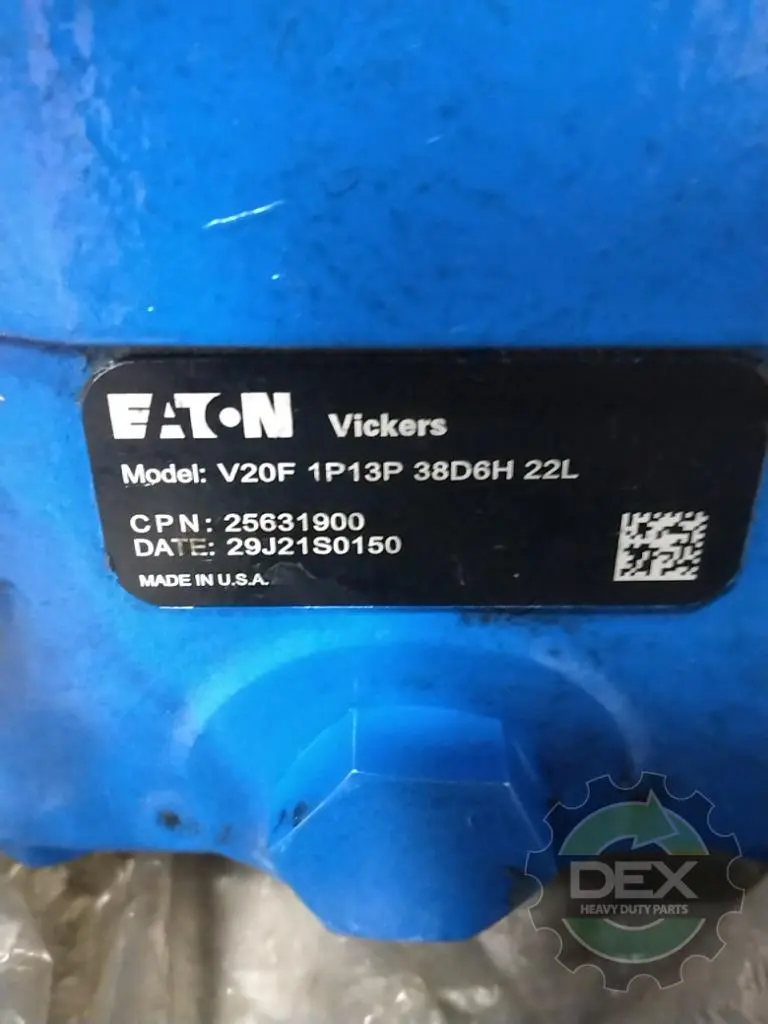 EATON Vickers
Model: V20F 1P13P 38D6H 22L
CPN: 25631900
DATE: 29J21S0150
MADE IN U.S.A.
DEX
HEAVY DUTY PARTS